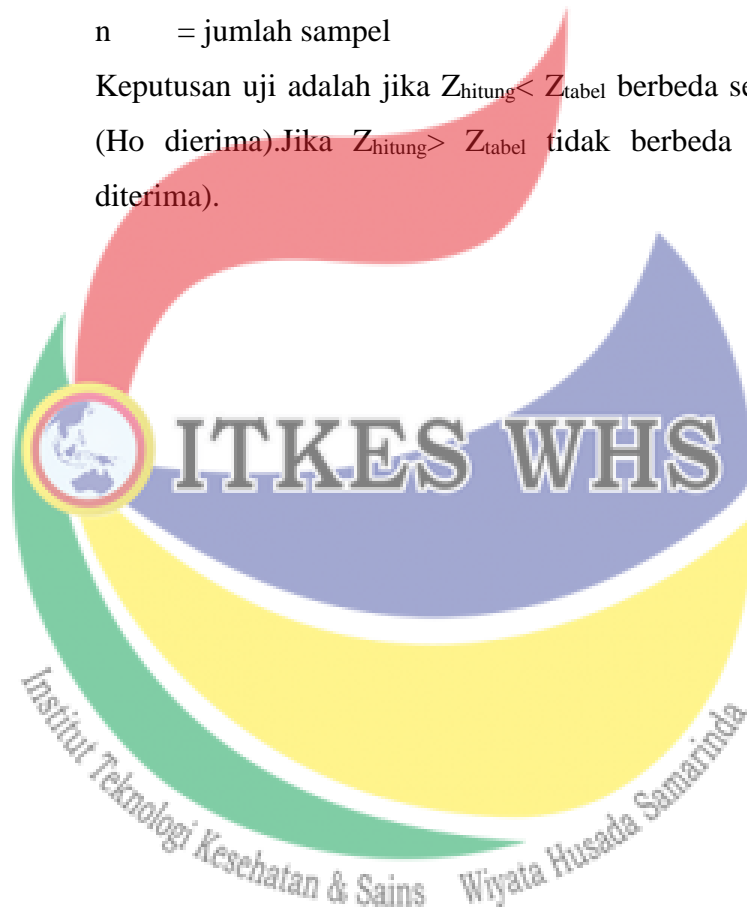 n = jumlah sampel
Keputusan uji adalah jika Zhitung< Ztabel berbeda se
(Ho dierima).Jika Zhitung> Ztabel tidak berbeda
diterima).
ITKES WHS
Institut Teknologi Kesehatan & Sains Wiyata Husada Samarinda